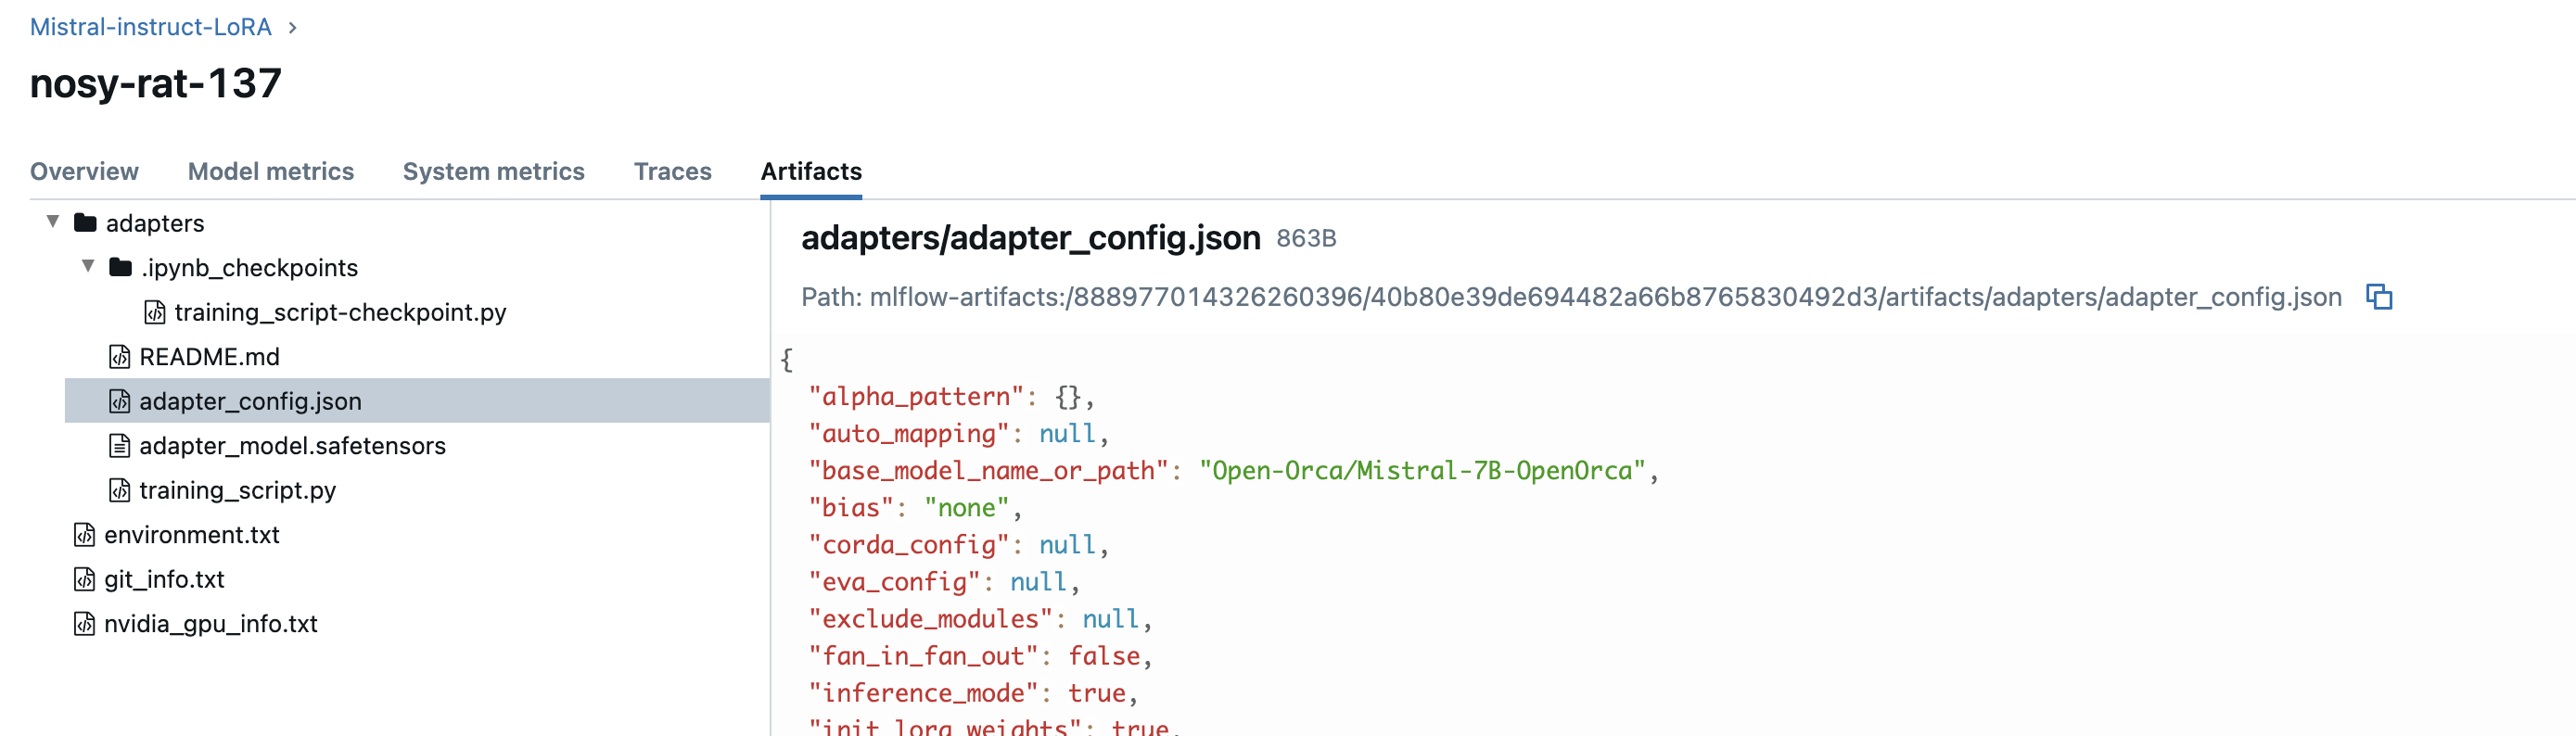 Mistral-instruct-LoRA >
nosy-rat-137
Overview Model metrics System metrics Traces Artifacts
adapters
.ipynb_checkpoints
training_script-checkpoint.py
README.md
adapter_config.json
adapter_model.safetensors
training_script.py
environment.txt
git_info.txt
nvidia_gpu_info.txt
adapters/adapter_config.json 863B
Path: mlflow-artifacts:/888977014326260396/40b80e39de694482a66b8765830492d3/artifacts/adapters/adapter_config.json
{
"alpha_pattern": {},
"auto_mapping": null,
"base_model_name_or_path": "Open-Orca/Mistral-7B-OpenOrca",
"bias": "none",
"corda_config": null,
"eva_config": null,
"exclude_modules": null,
"fan_in_fan_out": false,
"inference_mode": true,
"init_lora_weights": true,